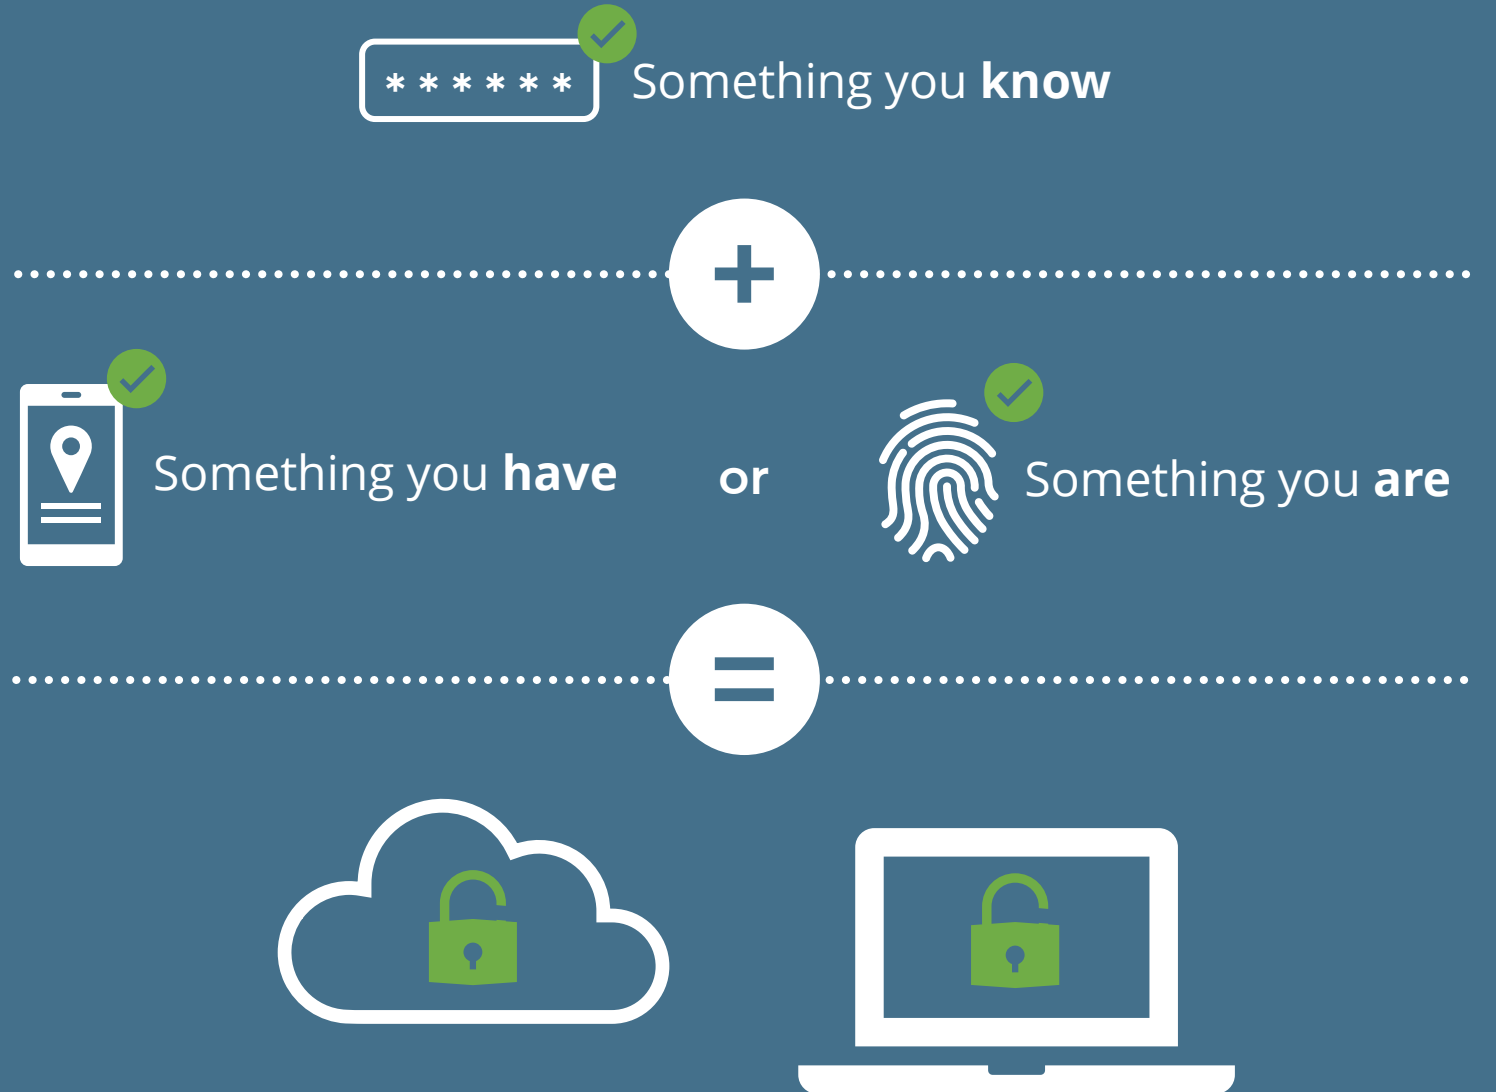 ****** Something you know
+
Something you have or Something you are
=